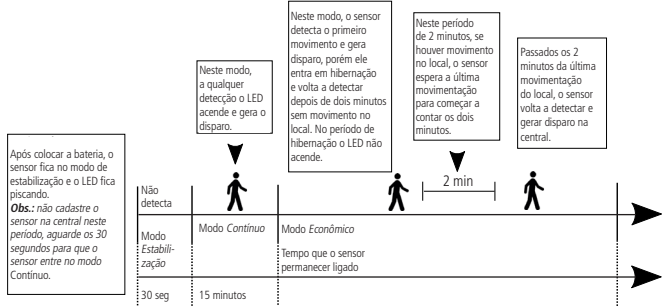 Após colocar a bateria, o
sensor fica no modo de
estabilização e o LED fica
piscando.
Obs.: não cadastre o
sensor na central neste
período, aguarde os 30
segundos para que o
sensor entre no modo
Contínuo.
Neste modo,
a qualquer
detecção o LED
acende e gera o
disparo.
Neste modo, o sensor
detecta o primeiro
movimento e gera
disparo, porém ele
entra em hibernação
e volta a detectar
depois de dois minutos
sem movimento no
local. No período de
hibernação o LED não
acende.
Neste período
de 2 minutos, se
houver movimento
no local, o sensor
espera a última
movimentação
para começar a
contar os dois
minutos.
Passados os 2
minutos da última
movimentação
do local, o sensor
volta a detectar e
gerar disparo na
central.
2 min
Não
detecta
Modo
Estabili-
zação
Modo Contínuo
Modo Econômico
Tempo que o sensor
permanecer ligado
30 seg
15 minutos